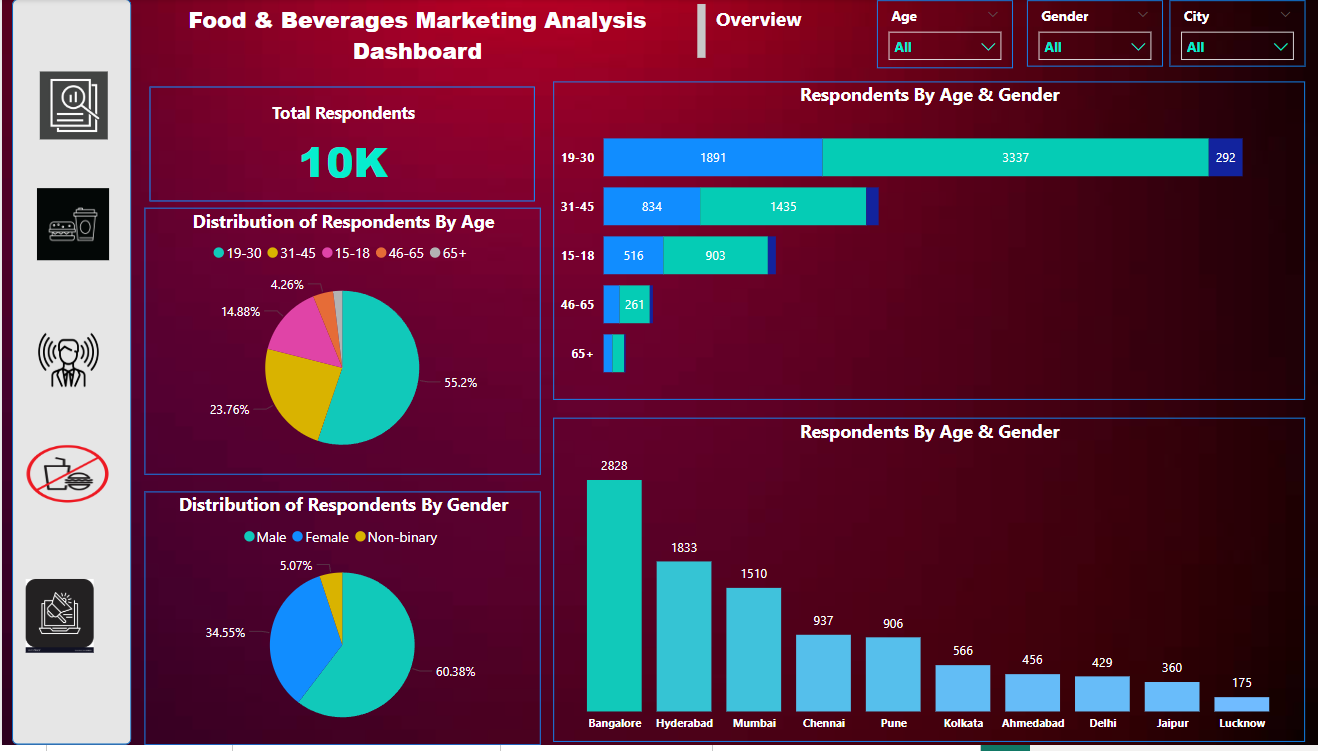 Food & Beverages Marketing Analysis
Dashboard
Overview
Age
All
Gender
All
City
All
Total Respondents
10K
Distribution of Respondents By Age
19-30 31-45 15-18 46-65 65+
4.26%
14.88%
55.2%
23.76%
Distribution of Respondents By Gender
Male Female Non-binary
5.07%
34.55%
60.38%
Respondents By Age & Gender
19-30 1891 3337 292
31-45 834 1435
15-18 516 903
46-65 261
65+
Respondents By Age & Gender
2828
1833
1510
937
906
566
456
429
360
175
Bangalore Hyderabad Mumbai Chennai Pune Kolkata Ahmedabad Delhi Jaipur Lucknow